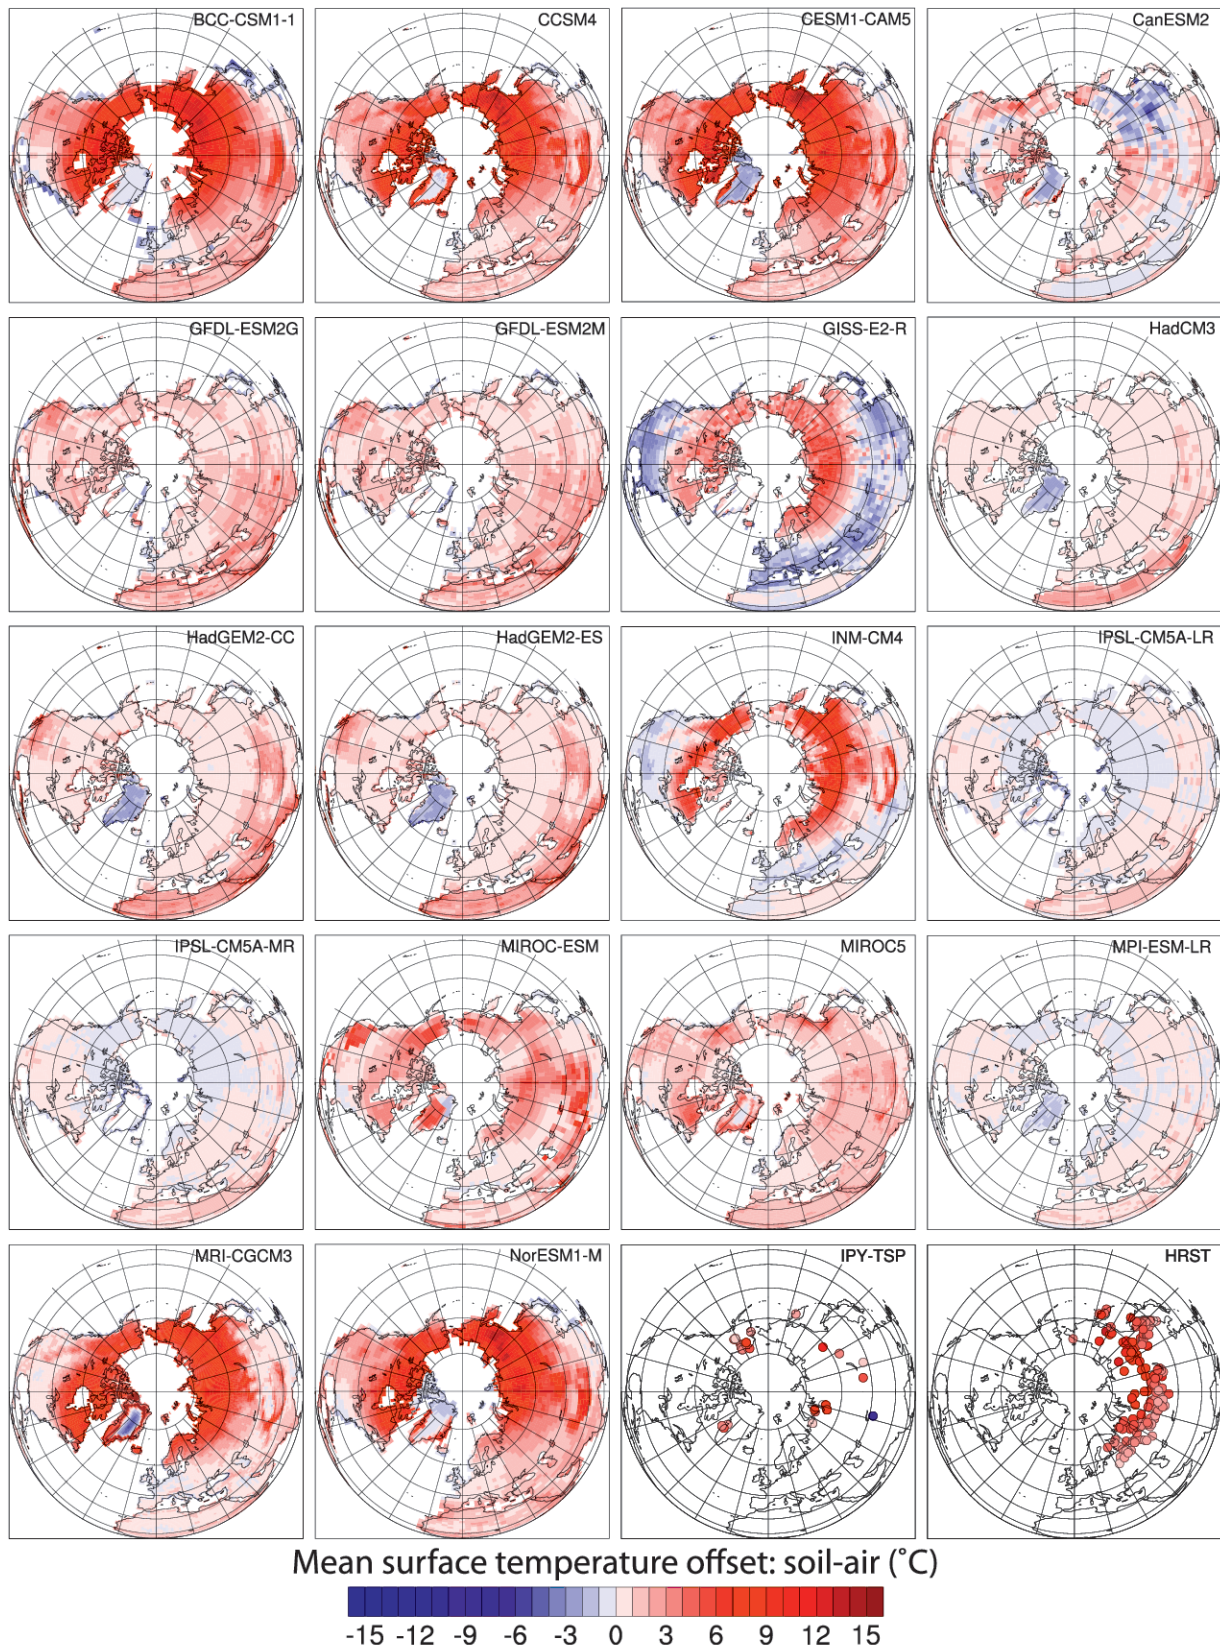 BCC-CSM1-1
CCSM4
CESM1-CAM5
CanESM2
GFDL-ESM2G
GFDL-ESM2M
GISS-E2-R
HadCM3
HadGEM2-CC
HadGEM2-ES
INM-CM4
IPSL-CM5A-LR
IPSL-CM5A-MR
MIROC-ESM
MIROC5
MPI-ESM-LR
MRI-CGCM3
NorESM1-M
IPY-TSP
HRST
Mean surface temperature offset: soil-air (˚C)
-15 -12 -9 -6 -3 0 3 6 9 12 15